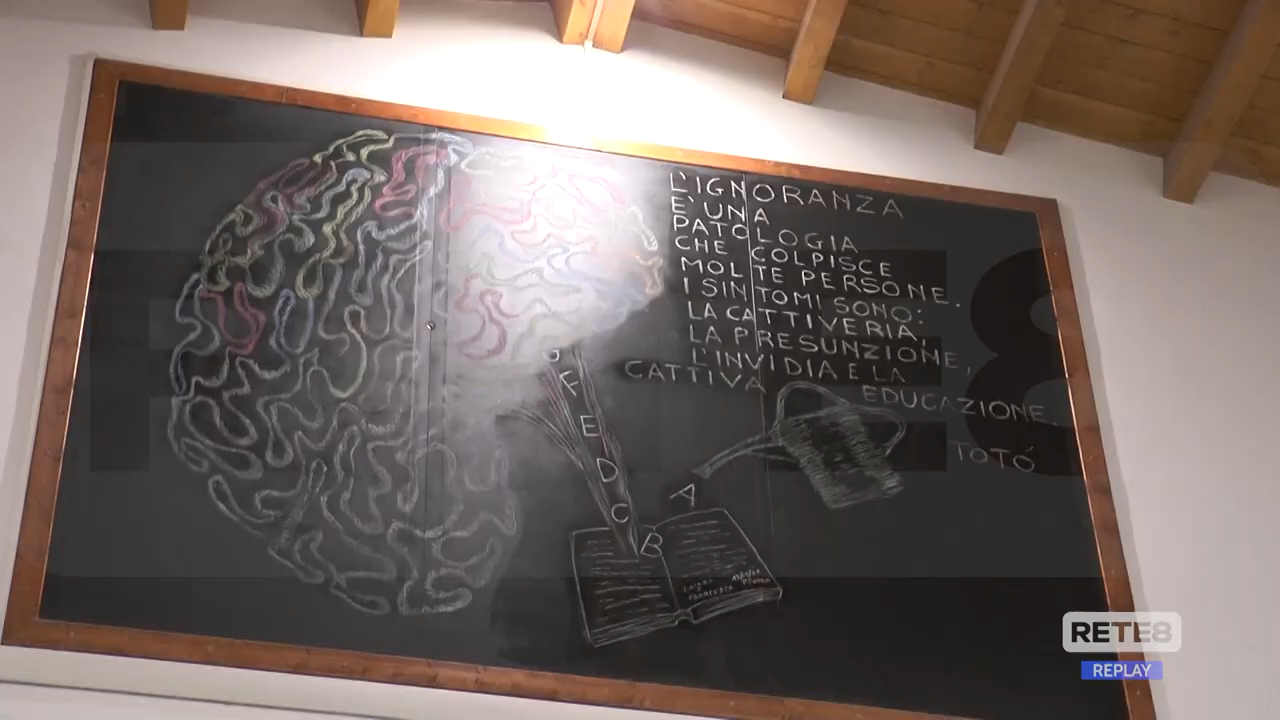 L'IGNORANZA
E' UNA
PATOLOGIA
CHE COLPISCE
MOLTE PERSONE.
I SINTOMI SONO:
LA CATTIVERIA,
LA PRESUNZIONE,
L'INVIDIA E LA
CATTIVA EDUCAZIONE.
TOTÓ
G
F
E
D
C
B
A
FRANCESCA
RETE8
REPLAY